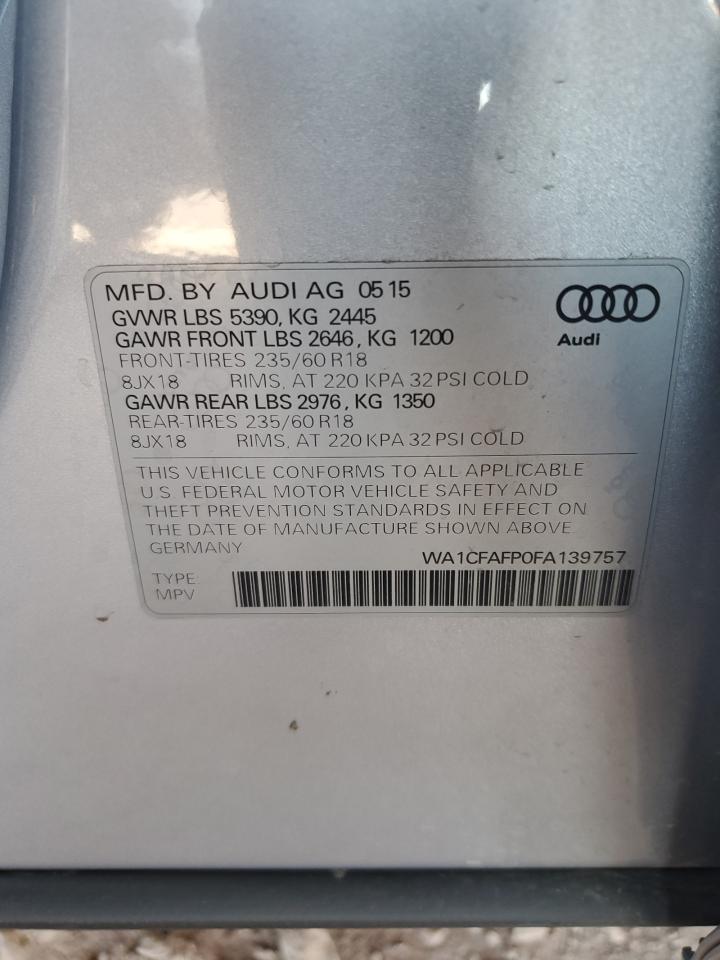 MFD. BY AUDI AG 0515
GVWR LBS 5390, KG 2445
GAWR FRONT LBS 2646, KG 1200
FRONT-TIRES 235/60 R18
8JX18 RIMS, AT 220 KPA 32 PSI COLD
GAWR REAR LBS 2976, KG 1350
REAR-TIRES 235/60 R18
8JX18 RIMS, AT 220 KPA 32 PSI COLD
Audi
THIS VEHICLE CONFORMS TO ALL APPLICABLE
U.S. FEDERAL MOTOR VEHICLE SAFETY AND
THEFT PREVENTION STANDARDS IN EFFECT ON
THE DATE OF MANUFACTURE SHOWN ABOVE.
GERMANY
WA1CFAFP0FA139757
TYPE:
MPV